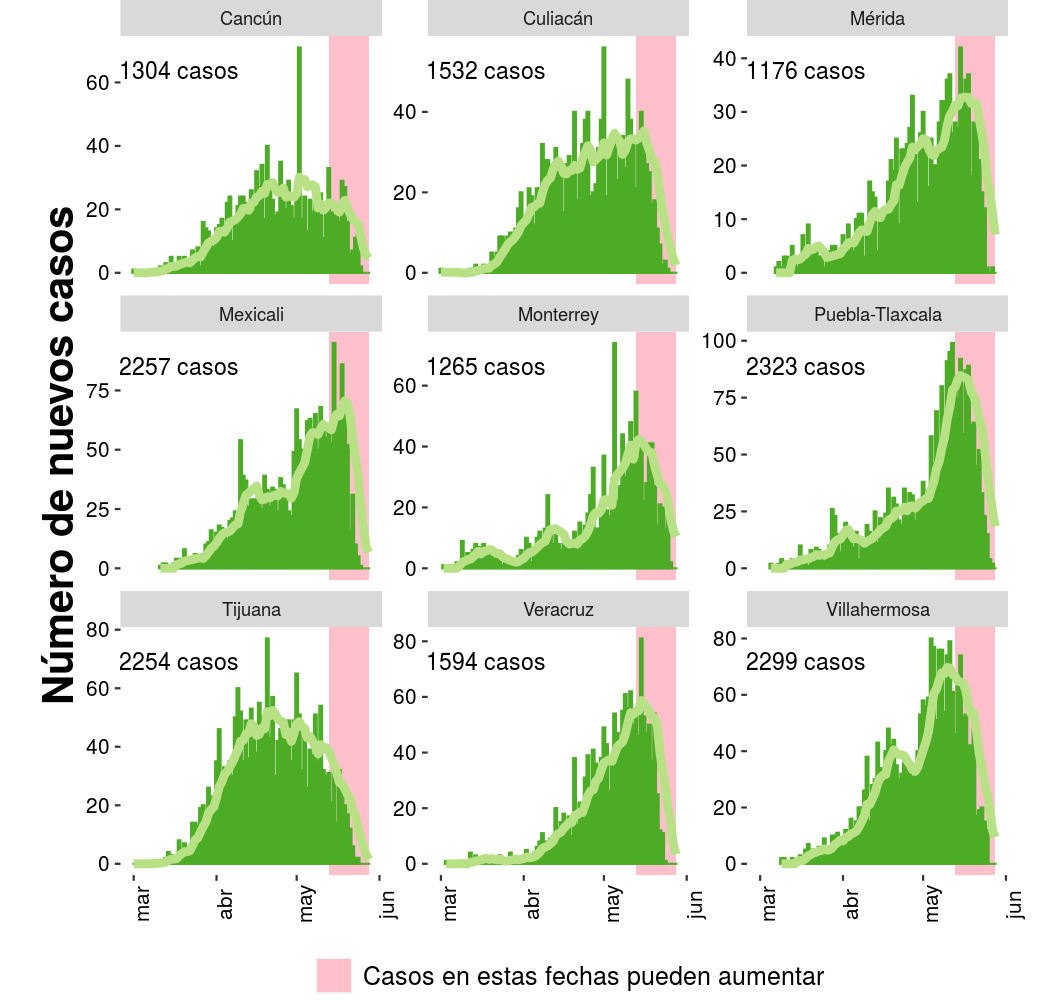 Número de nuevos casos
Cancún
Culiacán
Mérida
1304 casos
1532 casos
1176 casos
60
40
20
0
40
20
0
40
30
20
10
0
Mexicali
Monterrey
Puebla-Tlaxcala
2257 casos
1265 casos
2323 casos
75
50
25
0
60
40
20
0
100
75
50
25
0
Tijuana
Veracruz
Villahermosa
2254 casos
1594 casos
2299 casos
80
60
40
20
0
80
60
40
20
0
80
60
40
20
0
mar
abr
may
jun
mar
abr
may
jun
mar
abr
may
jun
Casos en estas fechas pueden aumentar